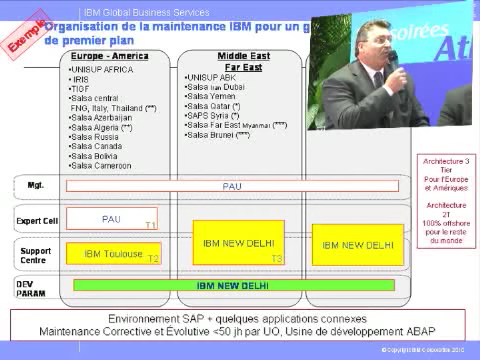 IBM Global Business Services
Exemple
Organisation de la maintenance IBM pour un g
de premier plan
soirées
Atl
Europe - America
•UNISUP AFRICA
• IRIS
•TIGF
•Salsa central
FNG, Italy, Thailand (**)
•Salsa Azerbaijan
•Salsa Algeria (**)
•Salsa Russia
•Salsa Canada
•Salsa Bolivia
•Salsa Cameroon
Middle East
Far East
•UNISUP ABK
•Salsa Iran Dubai
•Salsa Yemen
•Salsa Qatar (*)
•SAPS Syria (*)
•Salsa Far East Myanmar (***)
•Salsa Brunei (***)
Architecture 3
Tier
Pour l'Europe
et Amériques
Architecture
2T
100% offshore
pour le reste
du monde
Mgt.
PAU
Expert Cell
PAU
T1
Support
Centre
IBM Toulouse
T2
IBM NEW DELHI
T3
IBM NEW DELHI
DEV
PARAM
IBM NEW DELHI
Environnement SAP + quelques applications connexes
Maintenance Corrective et Évolutive <50 jh par UO, Usine de développement ABAP
© Copyright IBM Corporation 2010